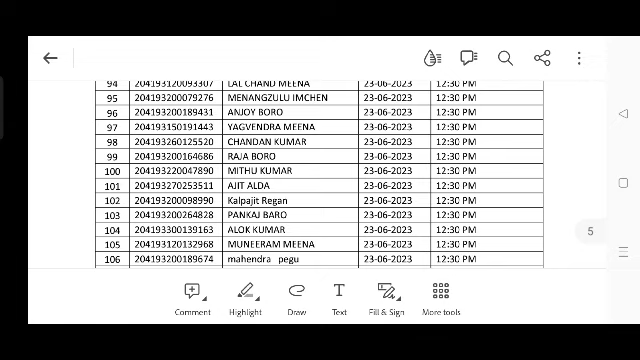 94 204193120093307 LAL CHAND MEENA 23-06-2023 12:30 PM
95 204193200079276 MENANGZULU IMCHEN 23-06-2023 12:30 PM
96 204193200189431 ANJOY BORO 23-06-2023 12:30 PM
97 204193150191443 YAGVENDRA MEENA 23-06-2023 12:30 PM
98 204193260125520 CHANDAN KUMAR 23-06-2023 12:30 PM
99 204193200164686 RAJA BORO 23-06-2023 12:30 PM
100 204193220047890 MITHU KUMAR 23-06-2023 12:30 PM
101 204193270253511 AJIT ALDA 23-06-2023 12:30 PM
102 204193200098990 Kalpajit Regan 23-06-2023 12:30 PM
103 204193200264828 PANKAJ BARO 23-06-2023 12:30 PM
104 204193300139163 ALOK KUMAR 23-06-2023 12:30 PM
105 204193120132968 MUNEERAM MEENA 23-06-2023 12:30 PM
106 204193200189674 mahendra pegu 23-06-2023 12:30 PM
5
Comment Highlight Draw Text Fill & Sign More tools